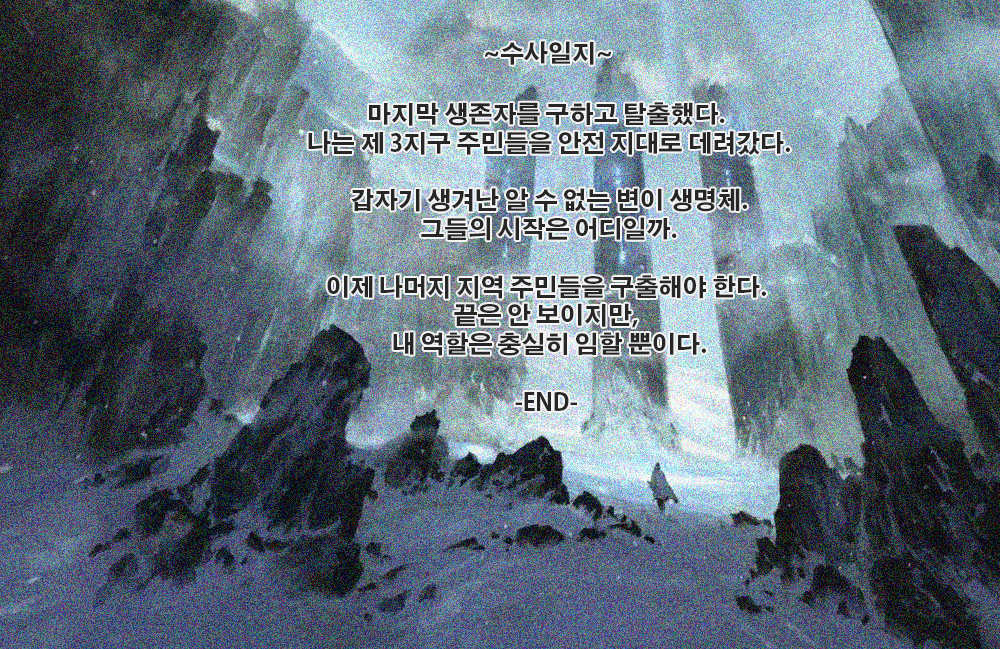 ~수사일지~
마지막 생존자를 구하고 탈출했다.
나는 제 3지구 주민들을 안전 지대로 데려갔다.
갑자기 생겨난 알 수 없는 변이 생명체.
그들의 시작은 어디일까.
이제 나머지 지역 주민들을 구출해야 한다.
끝은 안 보이지만,
내 역할은 충실히 임할 뿐이다.
-END-